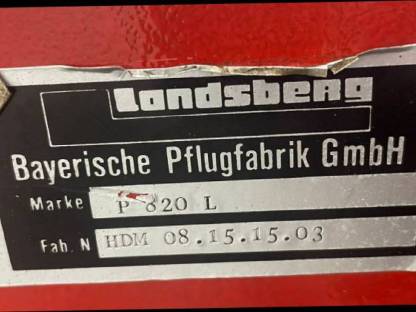 landsberg
Bayerische Pflugfabrik GmbH
Marke P 820 L
Fab. N HDM 08.15.15.03